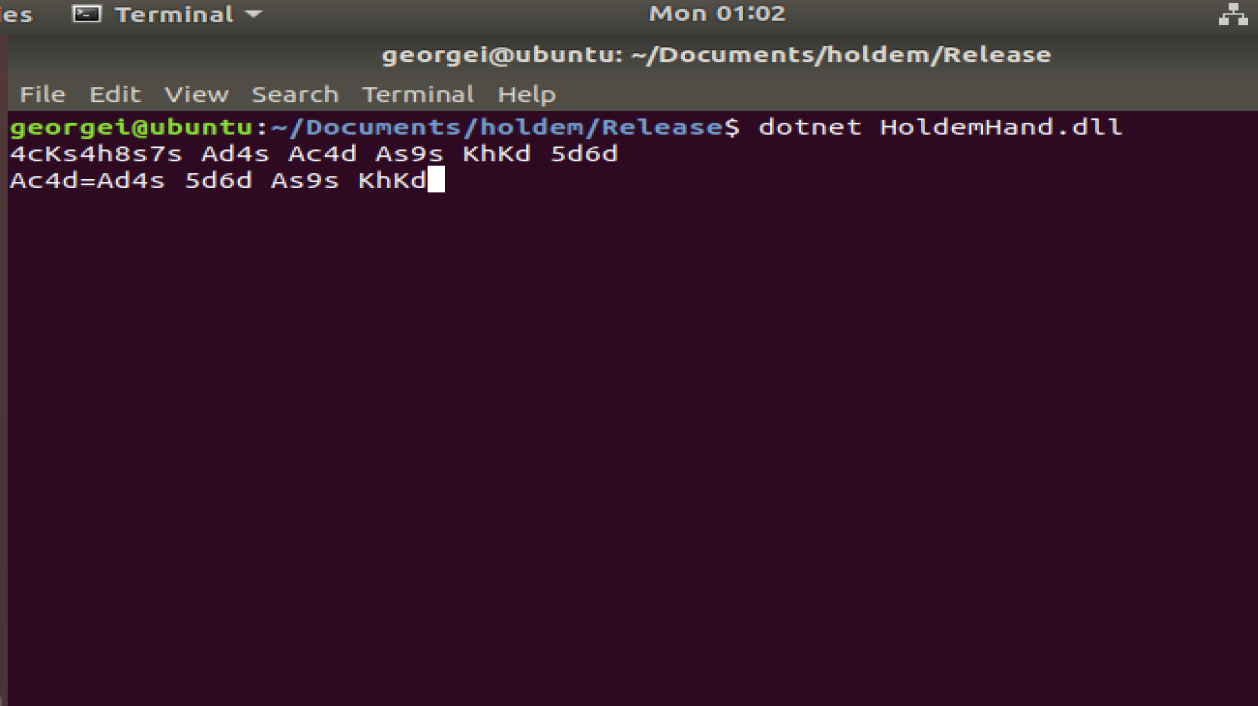 ies Terminal Mon 01:02
georgei@ubuntu: ~/Documents/holdem/Release
File Edit View Search Terminal Help
georgei@ubuntu:~/Documents/holdem/Release$ dotnet HoldemHand.dll
4cKs4h8s7s Ad4s Ac4d As9s KhKd 5d6d
Ac4d=Ad4s 5d6d As9s KhKd